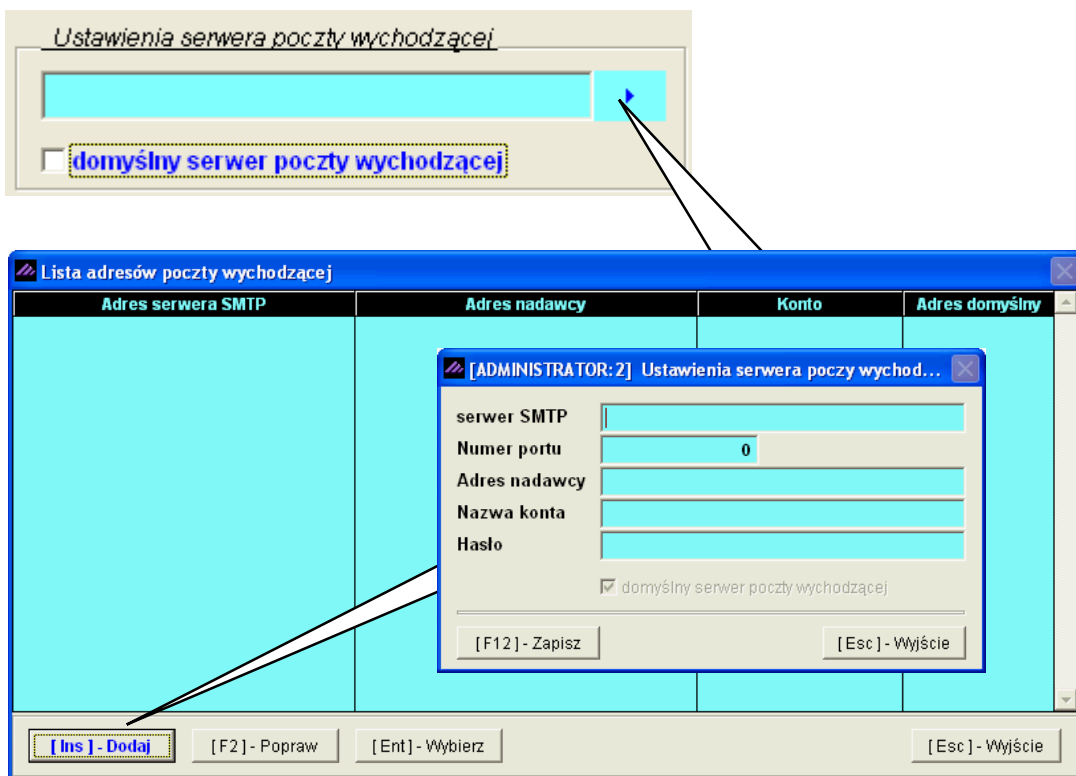 Ustawienia serwera poczty wychodzącej
domyślny serwer poczty wychodzącej
Lista adresów poczty wychodzącej
Adres serwera SMTP Adres nadawcy Konto Adres domyślny
[ADMINISTRATOR:2] Ustawienia serwera poczy wychod...
serwer SMTP
Numer portu 0
Adres nadawcy
Nazwa konta
Hasło
domyślny serwer poczty wychodzącej
[F12] - Zapisz [Esc] - Wyjście
[Ins] - Dodaj [F2] - Popraw [Ent] - Wybierz [Esc] - Wyjście